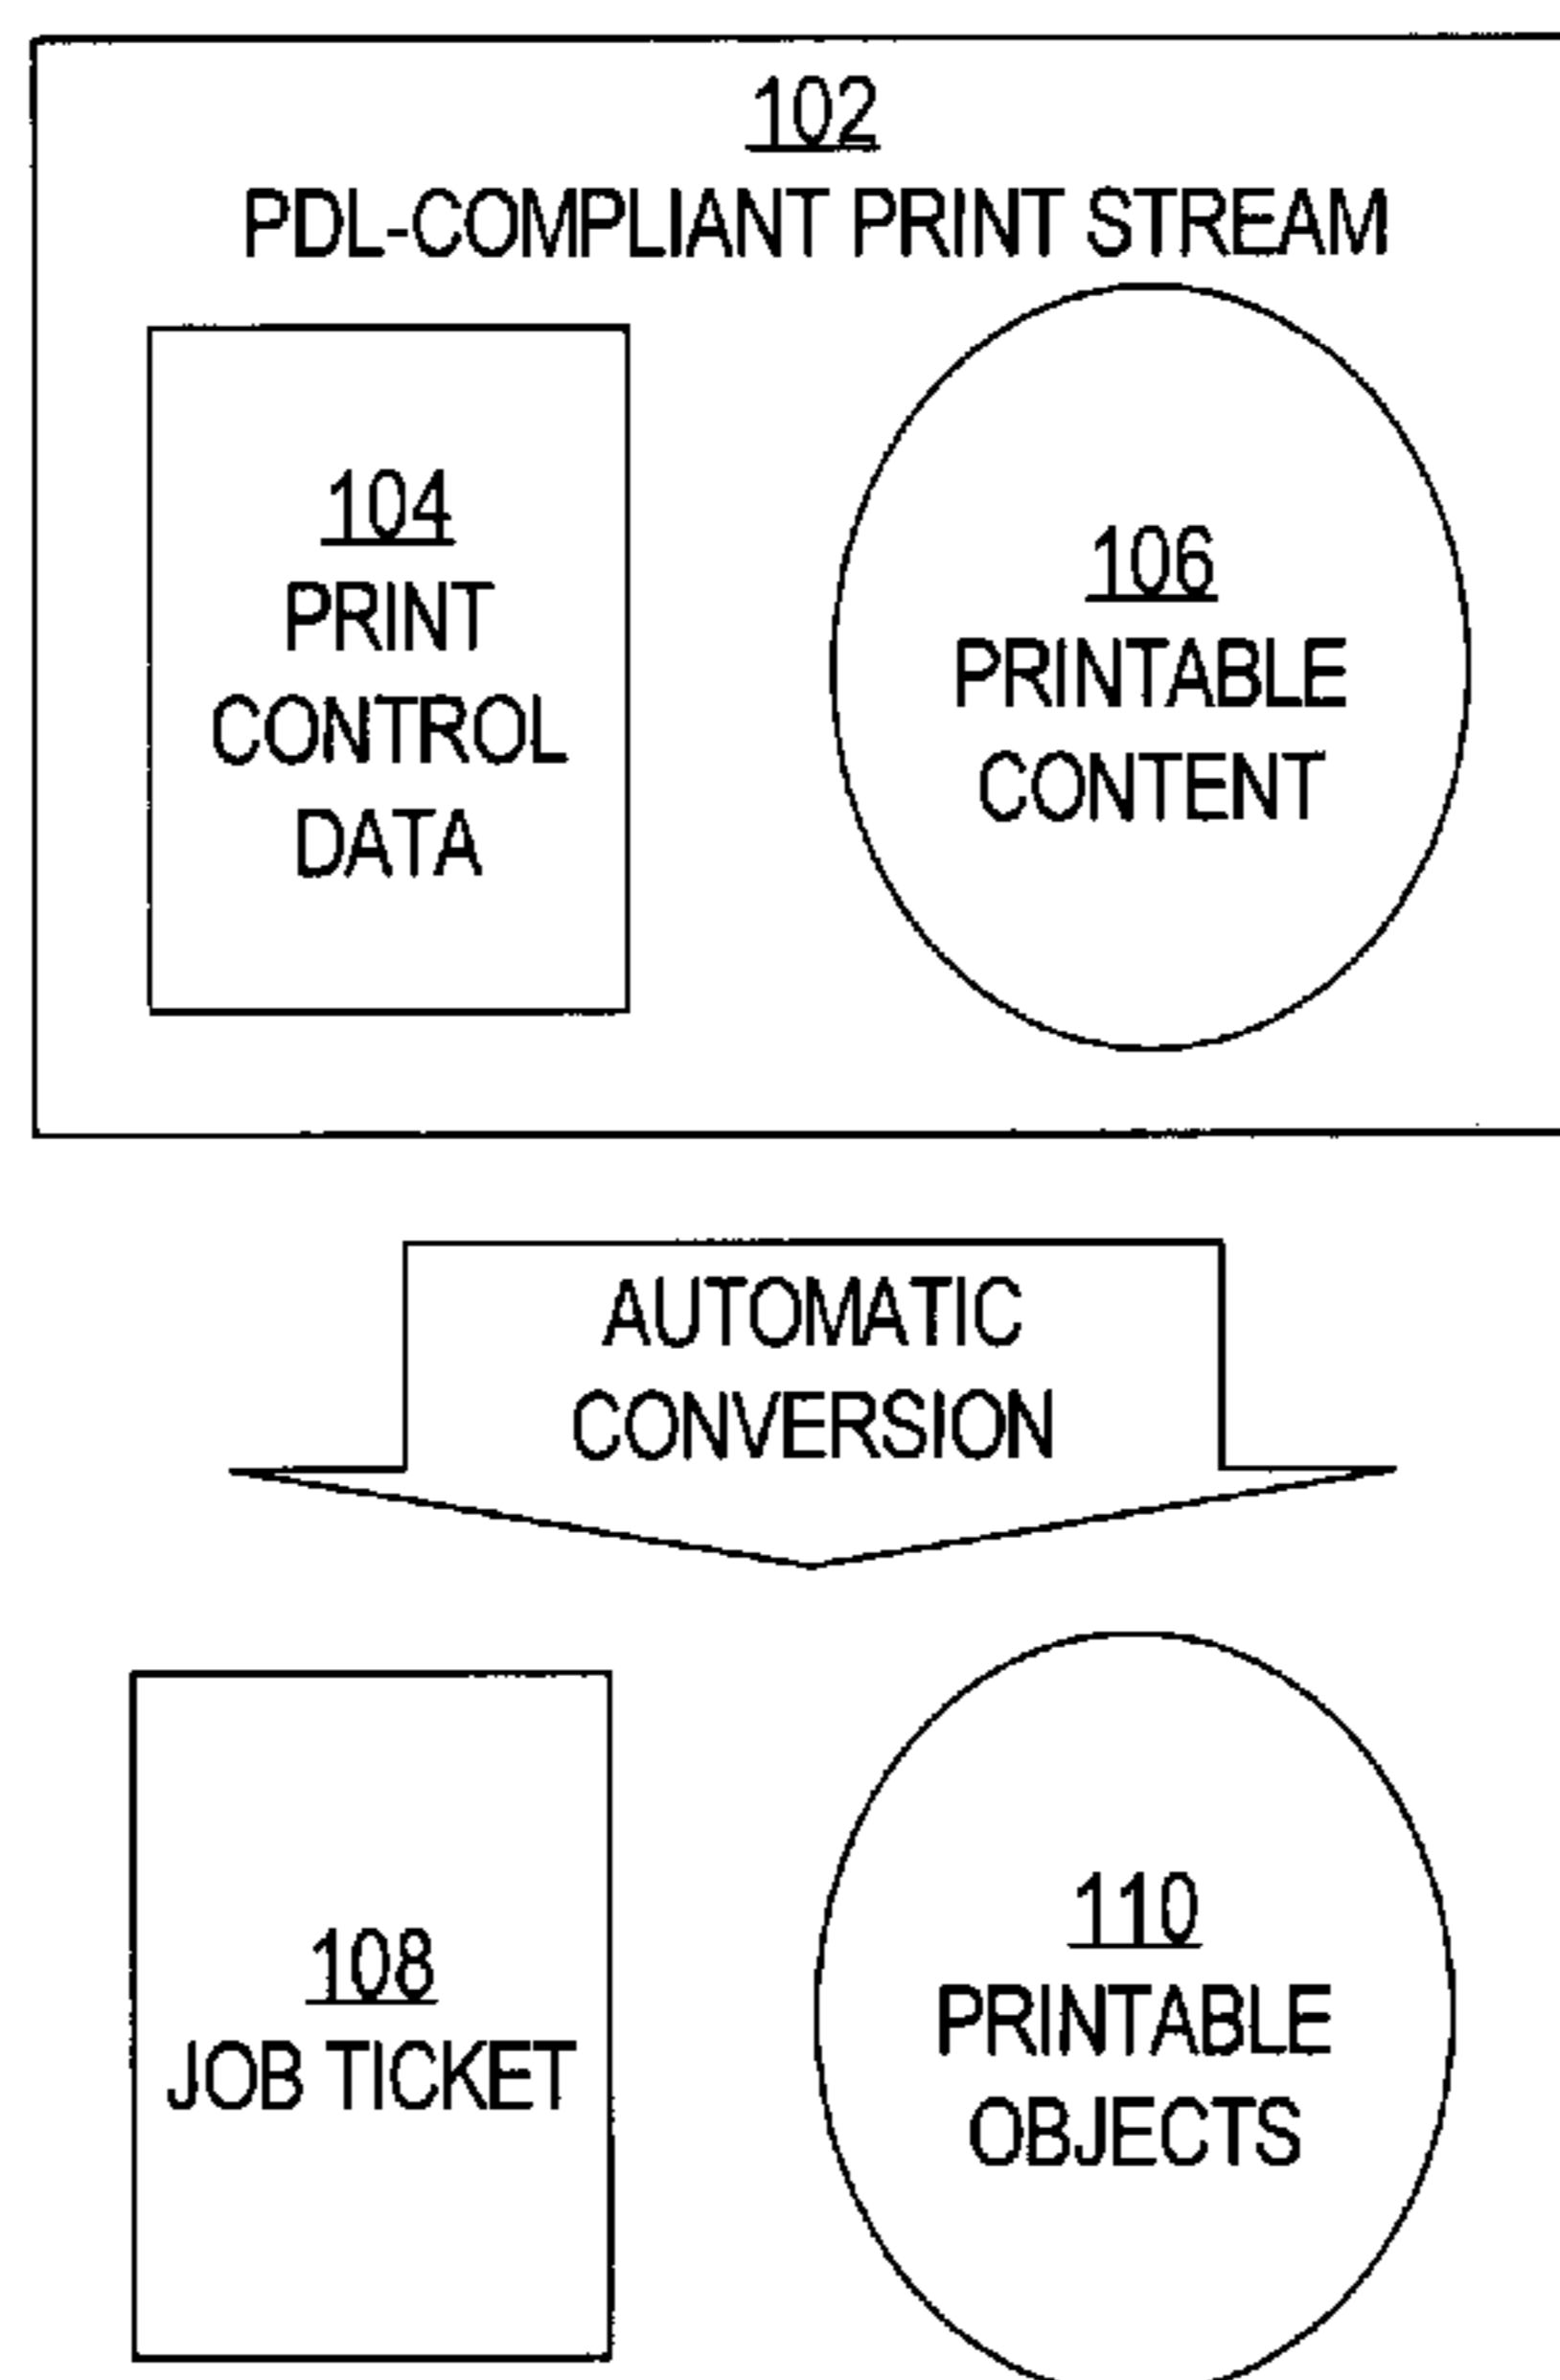 102
PDL-COMPLIANT PRINT STREAM
104
PRINT
CONTROL
DATA
106
PRINTABLE
CONTENT
AUTOMATIC
CONVERSION
108
JOB TICKET
110
PRINTABLE
OBJECTS